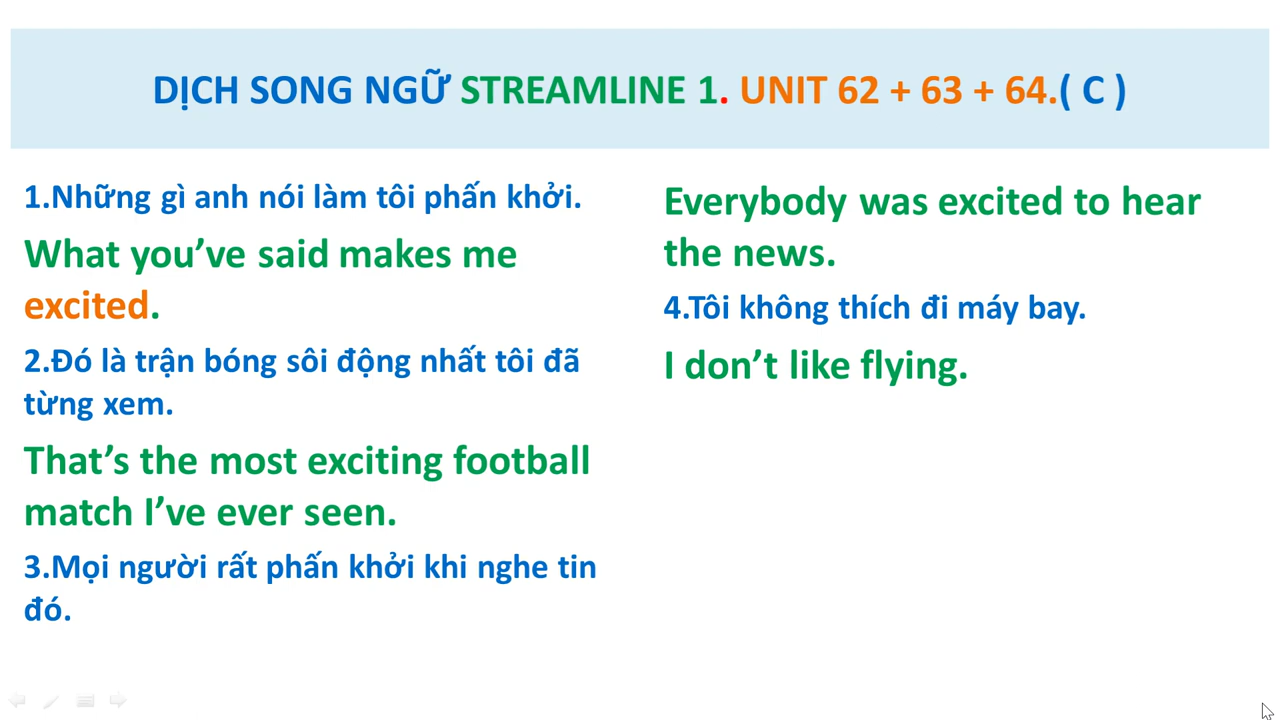 DỊCH SONG NGỮ STREAMLINE 1. UNIT 62 + 63 + 64.( C )
1.Những gì anh nói làm tôi phấn khởi.
What you’ve said makes me
excited.
2.Đó là trận bóng sôi động nhất tôi đã
từng xem.
That’s the most exciting football
match I’ve ever seen.
3.Mọi người rất phấn khởi khi nghe tin
đó.
Everybody was excited to hear
the news.
4.Tôi không thích đi máy bay.
I don’t like flying.